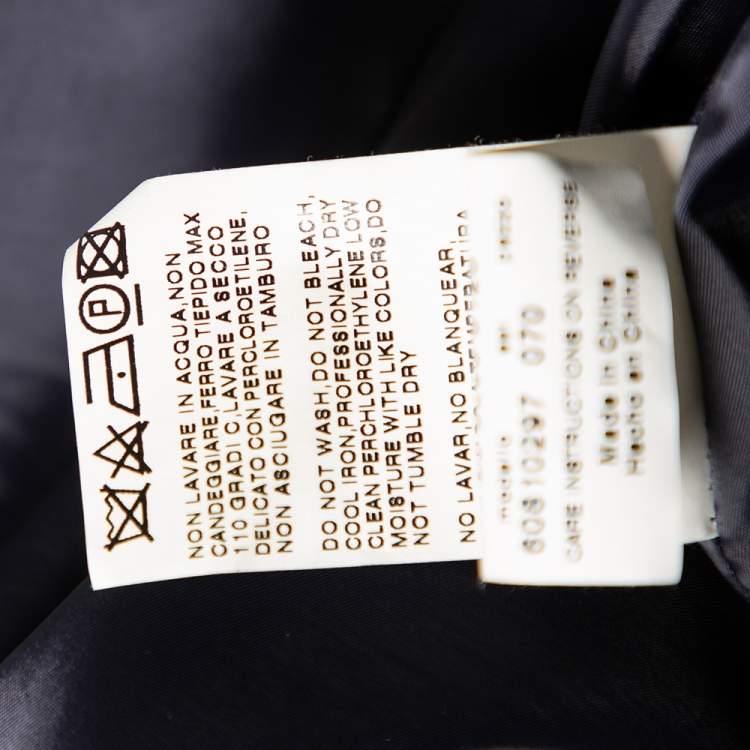 NON LAVARE IN ACQUA,NON
CANDEGGIARE,FERRO TIEPIDO MAX
110 GRADI C,LAVARE A SECCO
DELICATO CON PERCLOROETILENE,
NON ASCIUGARE IN TAMBURO
DO NOT WASH,DO NOT BLEACH,
COOL IRON,PROFESSIONALLY DRY
CLEAN PERCHLOROETHYLENE LOW
MOISTURE WITH LIKE COLORS,DO
NOT TUMBLE DRY
NO LAVAR,NO BLANQUEAR,
modello col.
60810297 070
CARE INSTRUCTIONS ON REVERSE
Made in China
Hecho en China